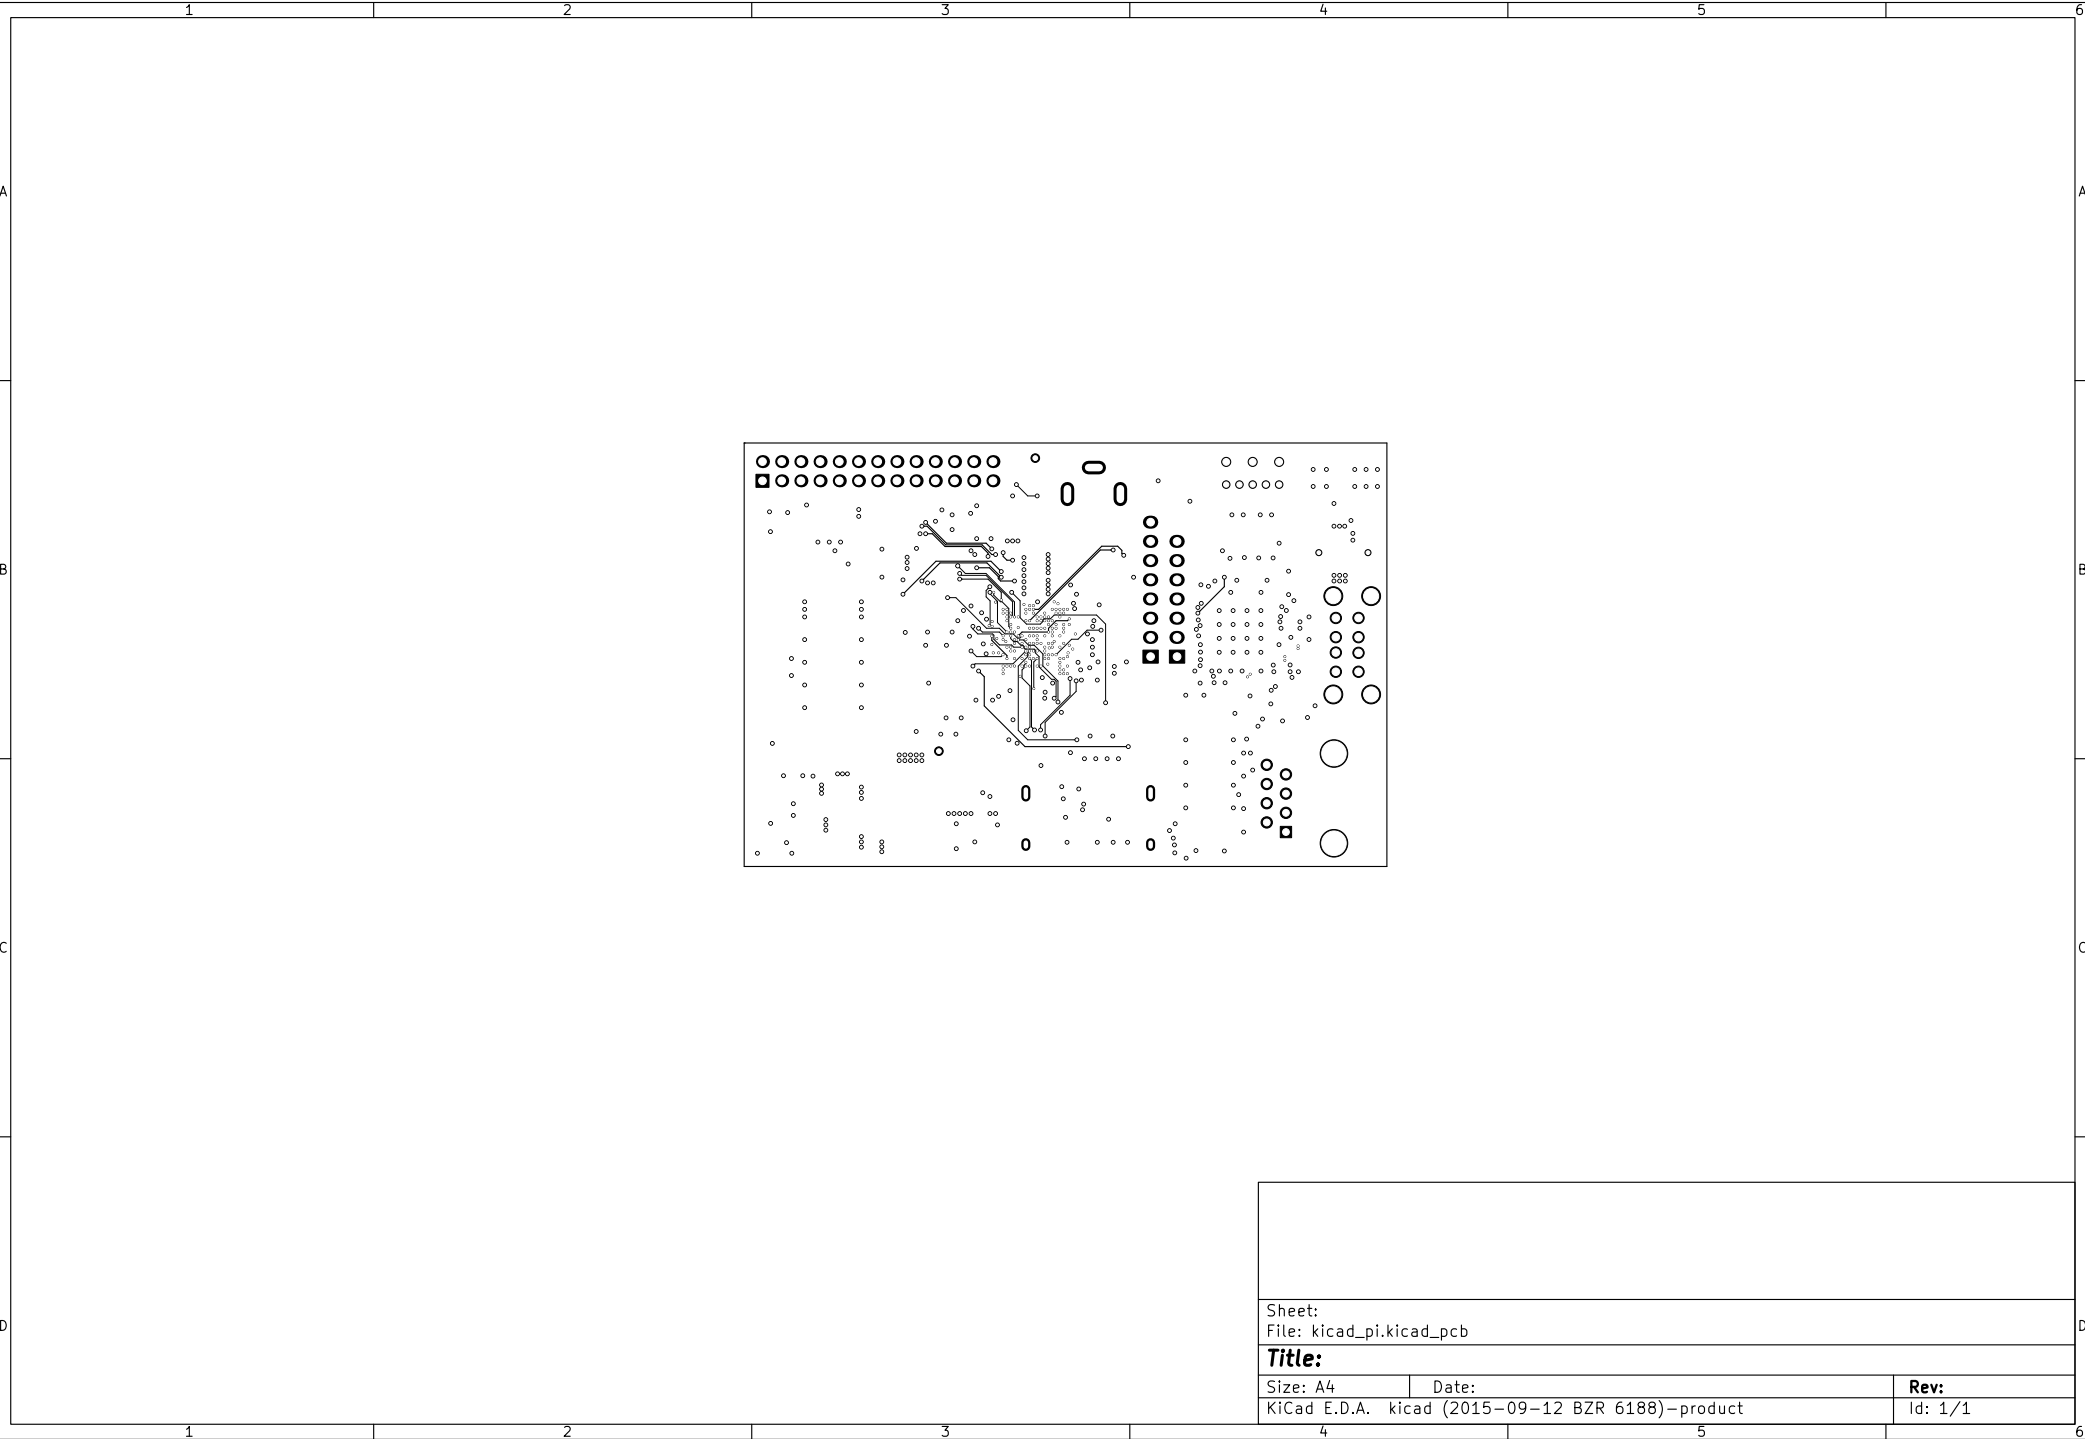 1 2 3 4 5 6
A A
B B
C C
D D
Sheet:
File: kicad_pi.kicad_pcb
Title:
Size: A4 Date: Rev:
KiCad E.D.A. kicad (2015-09-12 BZR 6188)-product Id: 1/1
1 2 3 4 5 6